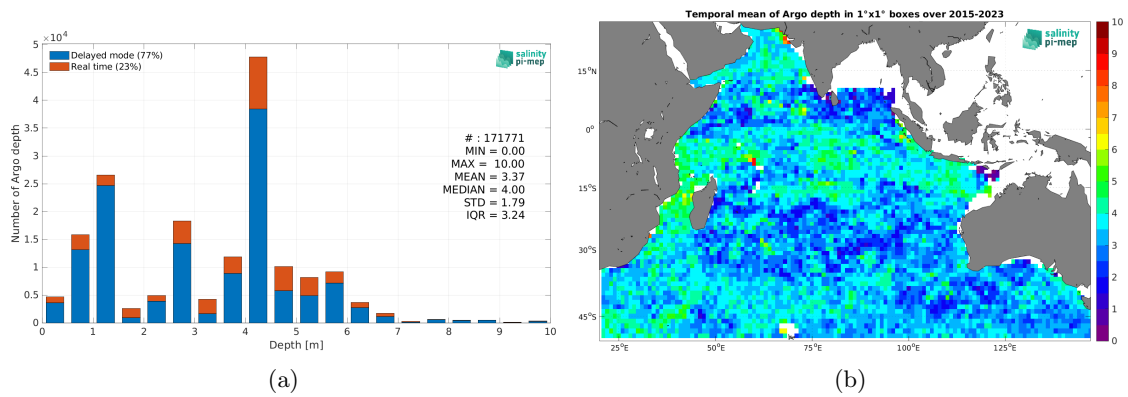 ×10⁴
5
4.5
4
3.5
3
2.5
2
1.5
1
0.5
0
Number of Argo depth
Delayed mode (77%)
Real time (23%)
salinity
pi-mep
# : 171771
MIN = 0.00
MAX = 10.00
MEAN = 3.37
MEDIAN = 4.00
STD = 1.79
IQR = 3.24
0 1 2 3 4 5 6 7 8 9 10
Depth [m]
(a)
Temporal mean of Argo depth in 1°x1° boxes over 2015-2023
salinity
pi-mep
15°N
0°
15°S
30°S
45°S
25°E 50°E 75°E 100°E 125°E
10
9
8
7
6
5
4
3
2
1
0
(b)